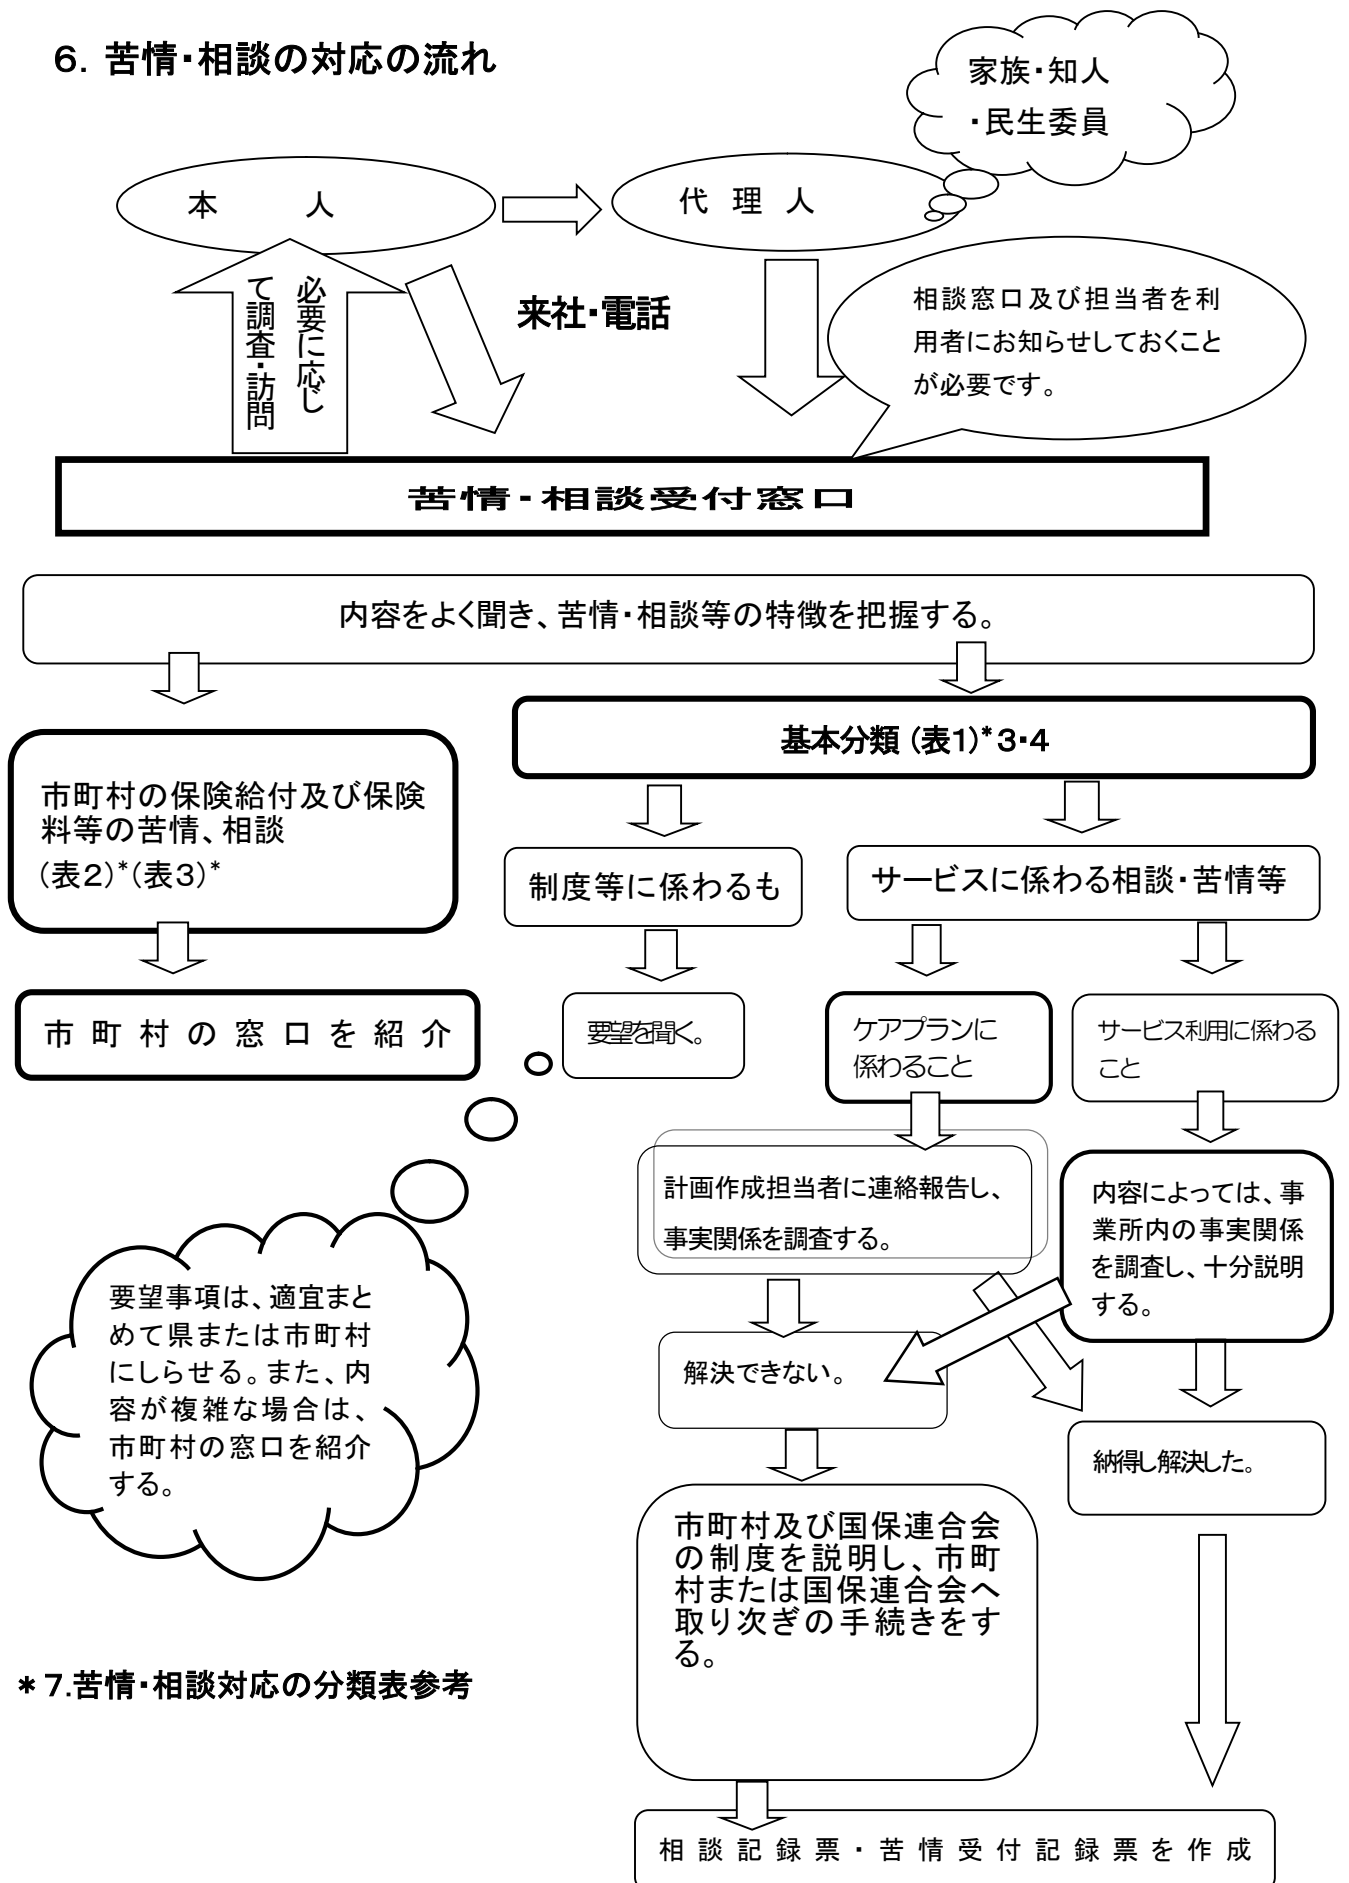 6．苦情・相談の対応の流れ
家族・知人
・民生委員
本　人
代理人
必要に応じ
て調査・訪問
来社・電話
相談窓口及び担当者を利
用者にお知らせしておくこと
が必要です。
苦情・相談受付窓口
内容をよく聞き、苦情・相談等の特徴を把握する。
基本分類（表1）*3・4
市町村の保険給付及び保険
料等の苦情、相談
（表2）*（表3）*
制度等に係わるも
サービスに係わる相談・苦情等
市町村の窓口を紹介
要望を聞く。
ケアプランに
係わること
サービス利用に係わる
こと
計画作成担当者に連絡報告し、
事実関係を調査する。
内容によっては、事
業所内の事実関係
を調査し、十分説明
する。
要望事項は、適宜まと
めて県または市町村
にしらせる。また、内
容が複雑な場合は、
市町村の窓口を紹介
する。
解決できない。
納得し解決した。
市町村及び国保連合会
の制度を説明し、市町
村または国保連合会へ
取り次ぎの手続きをす
る。
＊7.苦情・相談対応の分類表参考
相談記録票・苦情受付記録票を作成